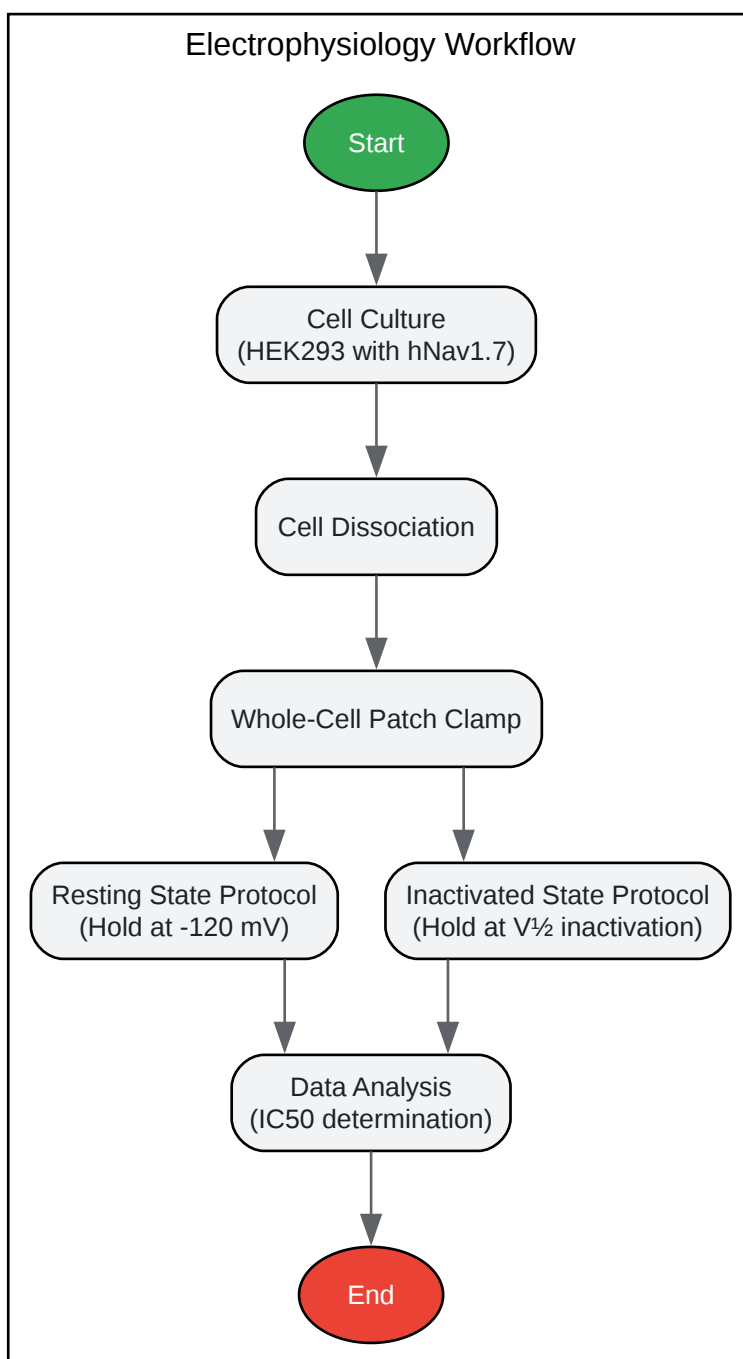 Electrophysiology Workflow
Start
Cell Culture
(HEK293 with hNav1.7)
Cell Dissociation
Whole-Cell Patch Clamp
Resting State Protocol
(Hold at -120 mV)
Inactivated State Protocol
(Hold at V½ inactivation)
Data Analysis
(IC50 determination)
End